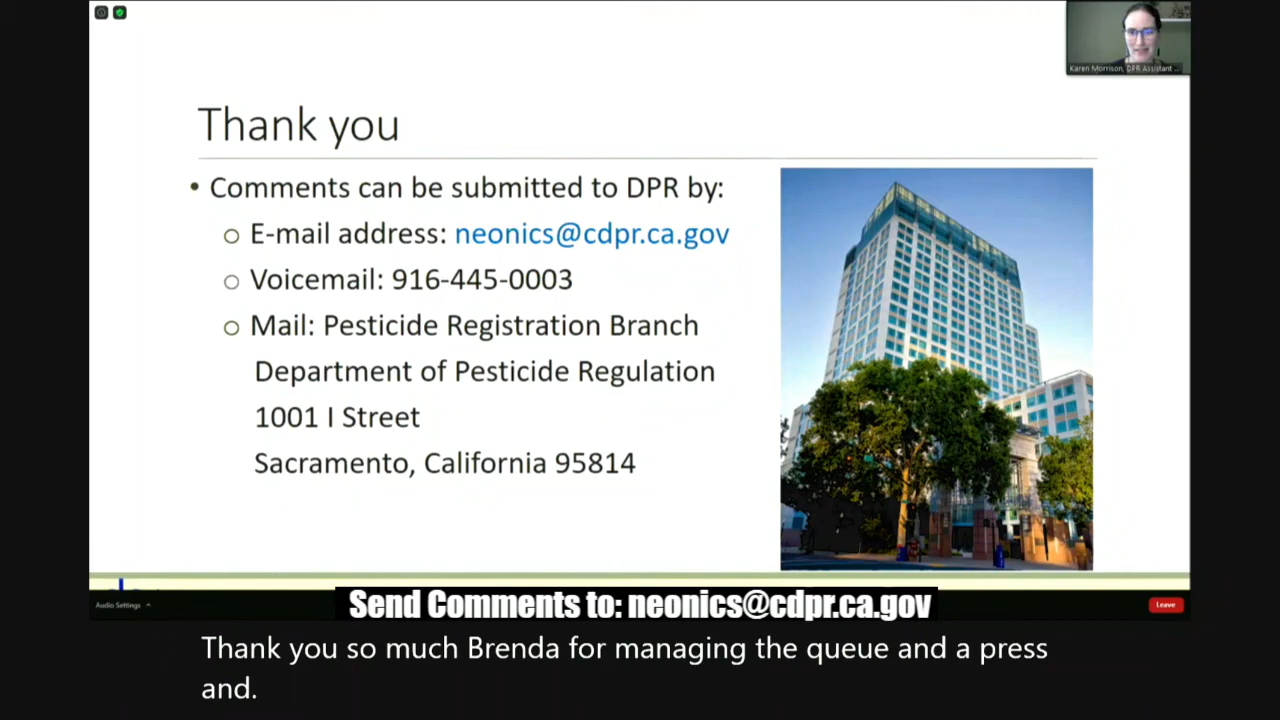 Karen Morrison, DPR Assistant ...
Thank you
• Comments can be submitted to DPR by:
o E-mail address: neonics@cdpr.ca.gov
o Voicemail: 916-445-0003
o Mail: Pesticide Registration Branch
Department of Pesticide Regulation
1001 I Street
Sacramento, California 95814
Audio Settings
Send Comments to: neonics@cdpr.ca.gov
Leave
Thank you so much Brenda for managing the queue and a press
and.